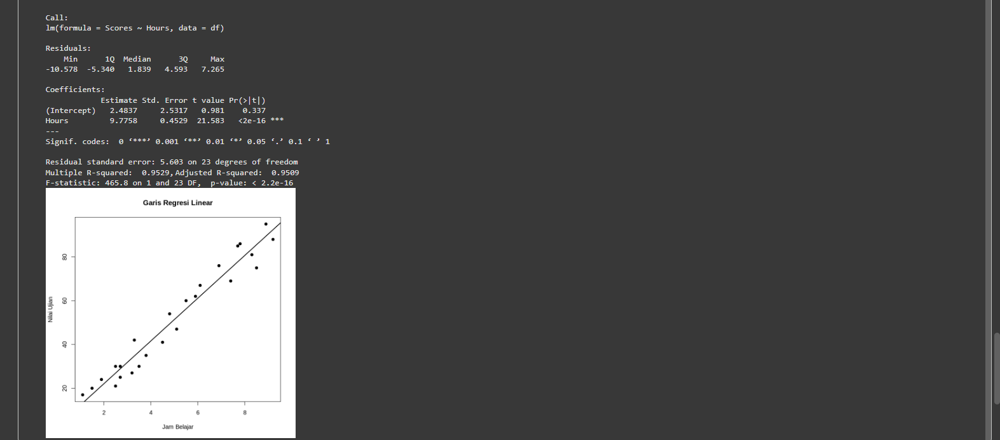 Call:
lm(formula = Scores ~ Hours, data = df)
Residuals:
    Min      1Q  Median      3Q     Max
-10.578  -5.340   1.839   4.593   7.265
Coefficients:
            Estimate Std. Error t value Pr(>|t|)
(Intercept)   2.4837     2.5317   0.981    0.337
Hours         9.7758     0.4529  21.583   <2e-16 ***
---
Signif. codes:  0 ‘***’ 0.001 ‘**’ 0.01 ‘*’ 0.05 ‘.’ 0.1 ‘ ’ 1
Residual standard error: 5.603 on 23 degrees of freedom
Multiple R-squared:  0.9529, Adjusted R-squared:  0.9509
F-statistic: 465.8 on 1 and 23 DF,  p-value: < 2.2e-16
Garis Regresi Linear
80
60
40
20
Nilai Ujian
2 4 6 8
Jam Belajar